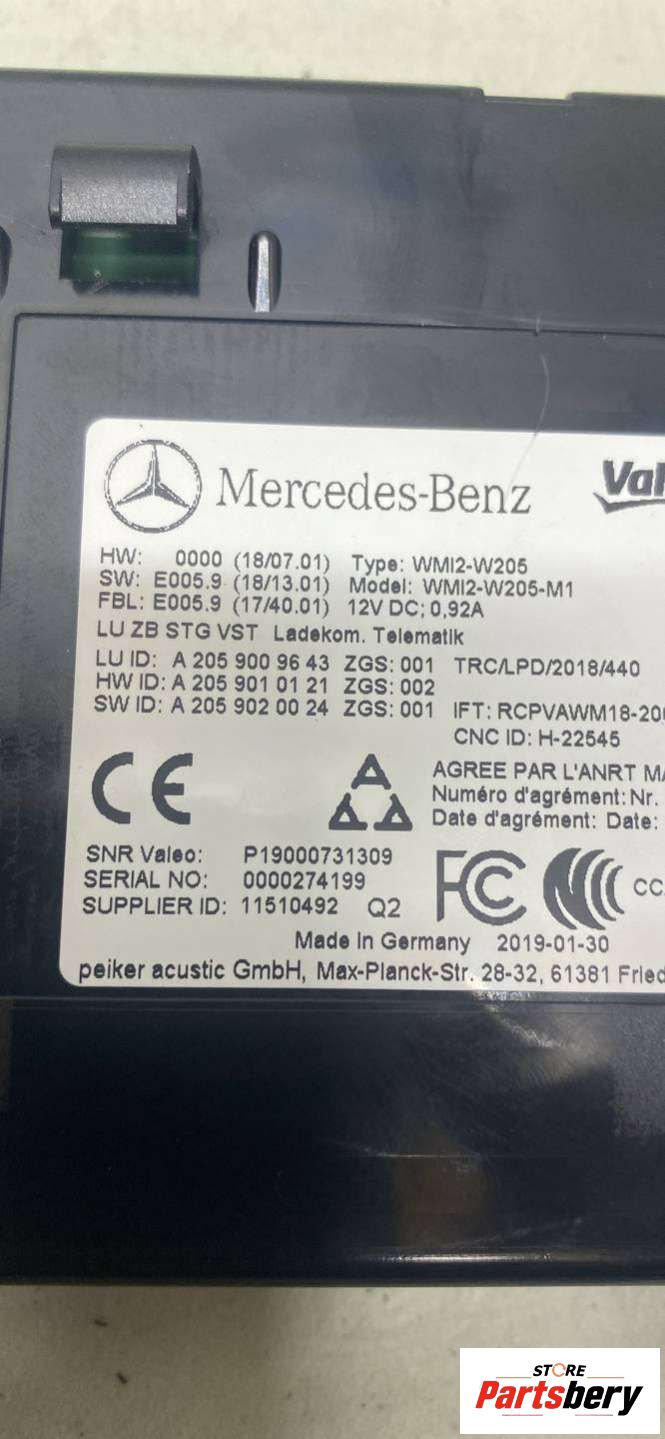 Mercedes-Benz
HW: 0000 (18/07.01) Type: WMI2-W205
SW: E005.9 (18/13.01) Model: WMI2-W205-M1
FBL: E005.9 (17/40.01) 12V DC; 0,92A
LU ZB STG VST Ladekom. Telematik
LU ID: A 205 900 96 43 ZGS: 001 TRC/LPD/2018/440
HW ID: A 205 901 01 21 ZGS: 002
SW ID: A 205 902 00 24 ZGS: 001 IFT: RCPVAWM18-20
CNC ID: H-22545
CE
AGREE PAR L'ANRT MA
Numéro d'agrément: Nr.
Date d'agrément: Date:
SNR Valeo: P19000731309
SERIAL NO: 0000274199
SUPPLIER ID: 11510492 Q2
FC CC
Made In Germany 2019-01-30
peiker acustic GmbH, Max-Planck-Str. 28-32, 61381 Fried
STORE
Partsbery